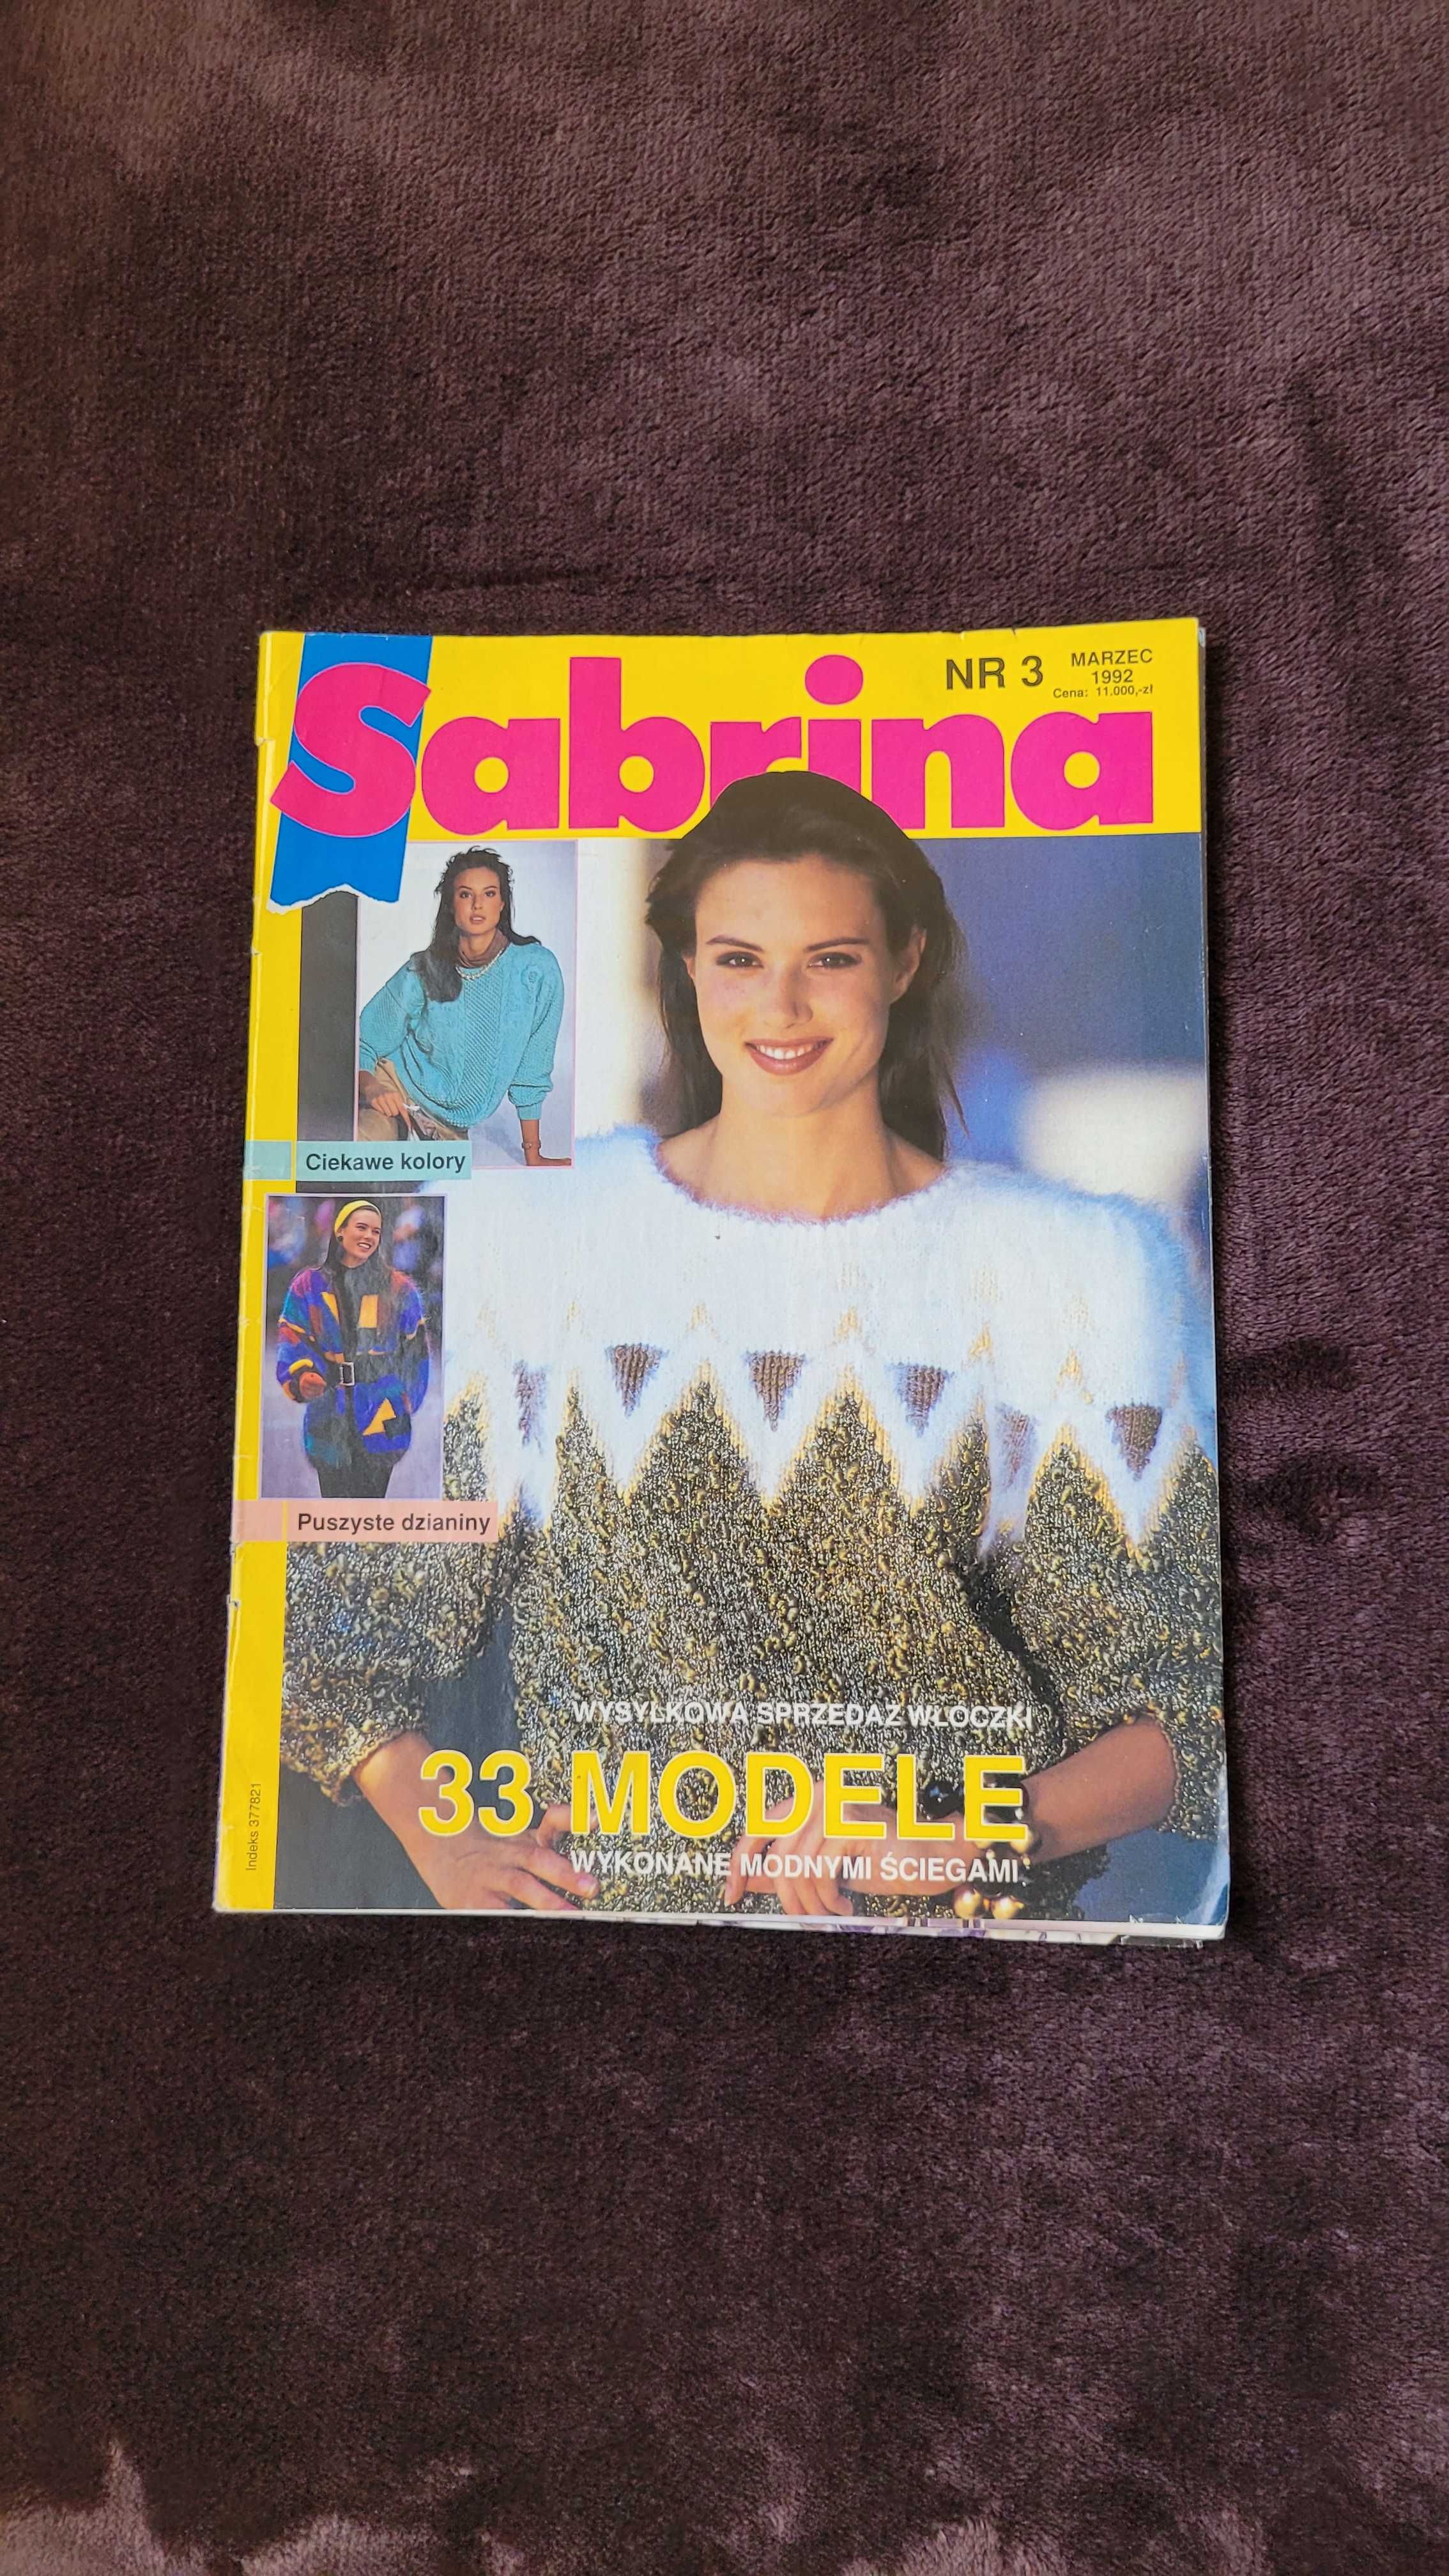 Sabrina
NR 3
MARZEC
1992
Cena: 11.000,-zł
Ciekawe kolory
Puszyste dzianiny
WYSYŁKOWA SPRZEDAŻ WŁÓCZKI
33 MODELE
WYKONANE MODNYMI ŚCIEGAMI
Indeks 377821